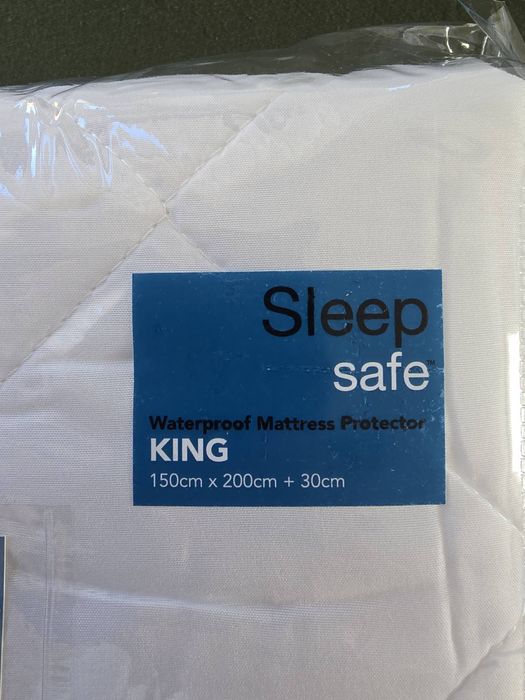 Sleep
safe™
Waterproof Mattress Protector
KING
150cm x 200cm + 30cm